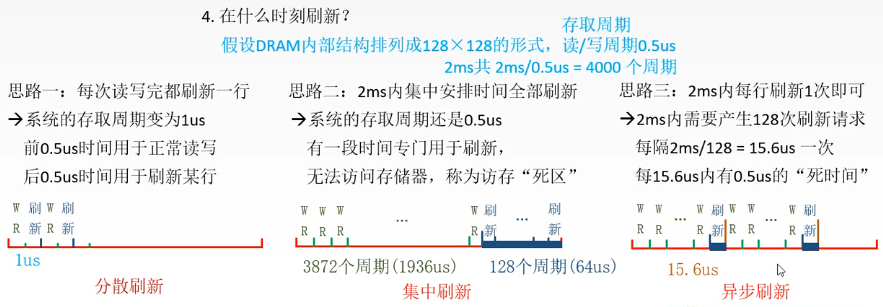 4. 在什么时刻刷新?
存取周期
假设DRAM内部结构排列成128×128的形式，读/写周期0.5us
2ms共 2ms/0.5us = 4000 个周期
思路一：每次读写完都刷新一行
→系统的存取周期变为1us
前0.5us时间用于正常读写
后0.5us时间用于刷新某行
W W
R 刷新 R 刷新
1us
分散刷新
思路二：2ms内集中安排时间全部刷新
→系统的存取周期还是0.5us
有一段时间专门用于刷新，
无法访问存储器，称为访存“死区”
W W W ... W 刷 ... 刷
R R R R 新 新
3872个周期(1936us) 128个周期(64us)
集中刷新
思路三：2ms内每行刷新1次即可
→2ms内需要产生128次刷新请求
每隔2ms/128 = 15.6us 一次
每15.6us内有0.5us的“死时间”
W W ... W 刷 W W ... W 刷
R R R 新 R R R 新
15.6us
异步刷新